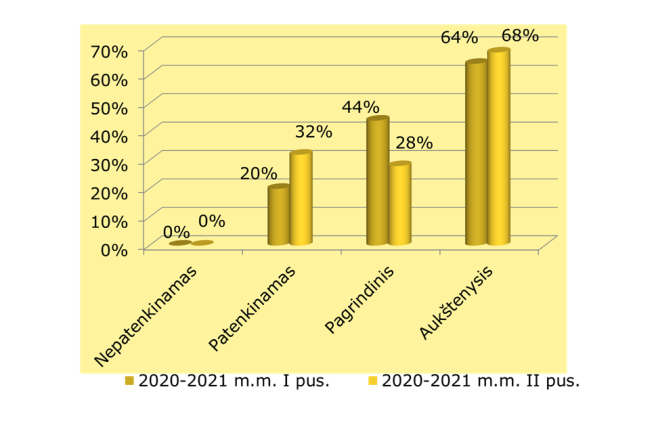 70%
60%
50%
40%
30%
20%
10%
0%
0%
0%
20%
32%
44%
28%
64%
68%
Nepatenkinamas
Patenkinamas
Pagrindinis
Aukštenysis
2020-2021 m.m. I pus.
2020-2021 m.m. II pus.